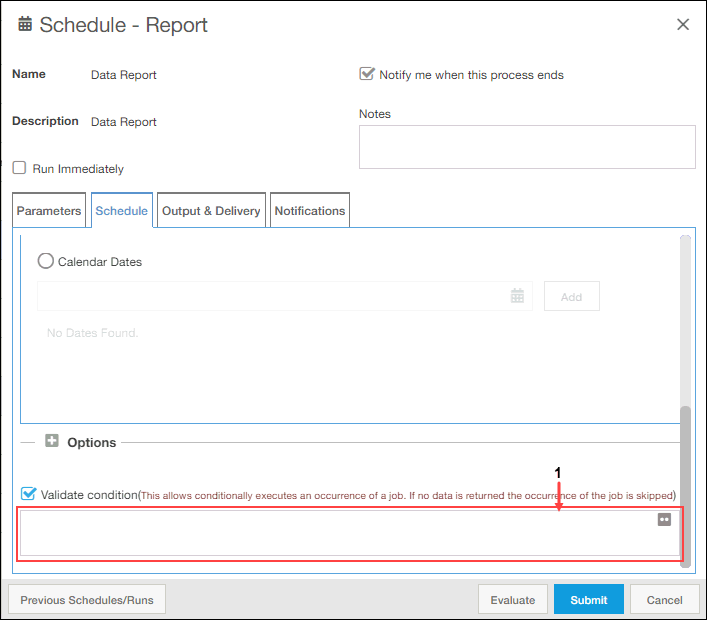 Schedule - Report
Name Data Report
Notify me when this process ends
Description Data Report
Notes
Run Immediately
Parameters Schedule Output & Delivery Notifications
Calendar Dates
Add
No Dates Found.
Options
1
Validate condition(This allows conditionally executes an occurrence of a job. If no data is returned the occurrence of the job is skipped)
Previous Schedules/Runs Evaluate Submit Cancel